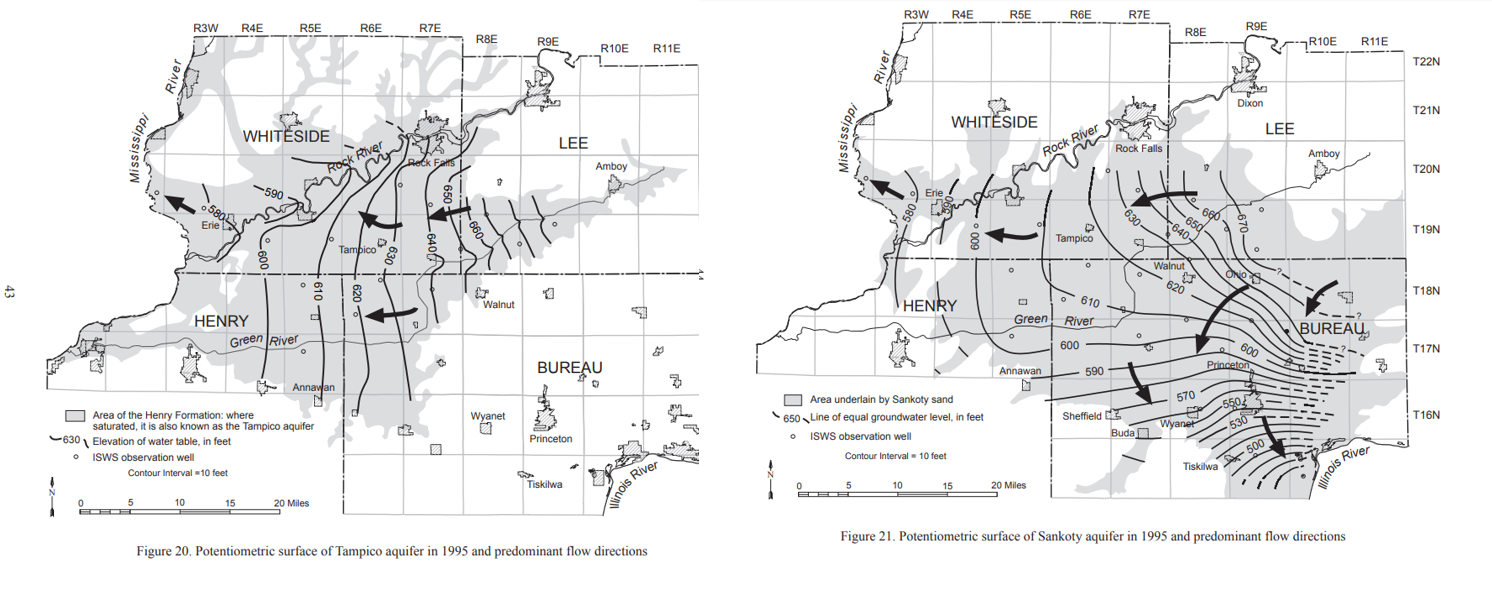 R3W R4E R5E R6E R7E R8E R9E R10E R11E
Mississippi River
WHITESIDE
Rock River
Rock Falls
LEE
Amboy
590
580
Erie
650
660
600
Tampico
630
640
610
620
Walnut
HENRY
Green River
BUREAU
Annawan
Wyanet
Princeton
Tiskilwa
Illinois River
Area of the Henry Formation: where
saturated, it is also known as the Tampico aquifer
630 Elevation of water table, in feet
ISWS observation well
Contour Interval =10 feet
N
0 5 10 15 20 Miles
43
44
Figure 20. Potentiometric surface of Tampico aquifer in 1995 and predominant flow directions
R3W R4E R5E R6E R7E R8E R9E R10E R11E
T22N
T21N
T20N
T19N
T18N
T17N
T16N
Mississippi River
Dixon
WHITESIDE
Rock River
Rock Falls
LEE
Amboy
Erie
580
590
600
630
640
650
660
670
Tampico
Walnut
Ohio
?
620
610
HENRY
Green River
?
BUREAU
600
600
?
Annawan
590
Princeton
570
550
530
500
Sheffield
Wyanet
Buda
Tiskilwa
Illinois River
Area underlain by Sankoty sand
650 Line of equal groundwater level, in feet
ISWS observation well
Contour Interval = 10 feet
N
0 5 10 15 20 Miles
Figure 21. Potentiometric surface of Sankoty aquifer in 1995 and predominant flow directions